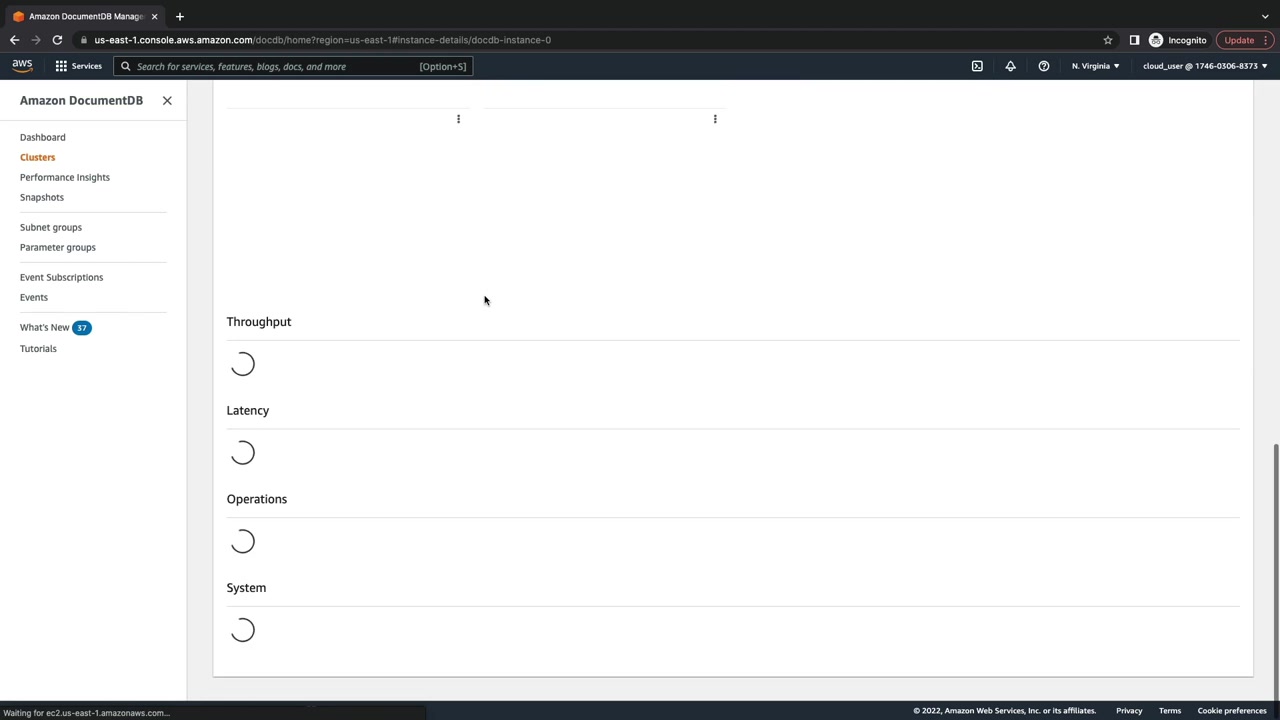 Amazon DocumentDB Manage
us-east-1.console.aws.amazon.com/docdb/home?region=us-east-1#instance-details/docdb-instance-0
Incognito
Update
aws
Services
Search for services, features, blogs, docs, and more
[Option+S]
N. Virginia
cloud_user @ 1746-0306-8373
Amazon DocumentDB
Dashboard
Clusters
Performance Insights
Snapshots
Subnet groups
Parameter groups
Event Subscriptions
Events
What's New 37
Tutorials
Throughput
Latency
Operations
System
Waiting for ec2.us-east-1.amazonaws.com...
© 2022, Amazon Web Services, Inc. or its affiliates.
Privacy
Terms
Cookie preferences